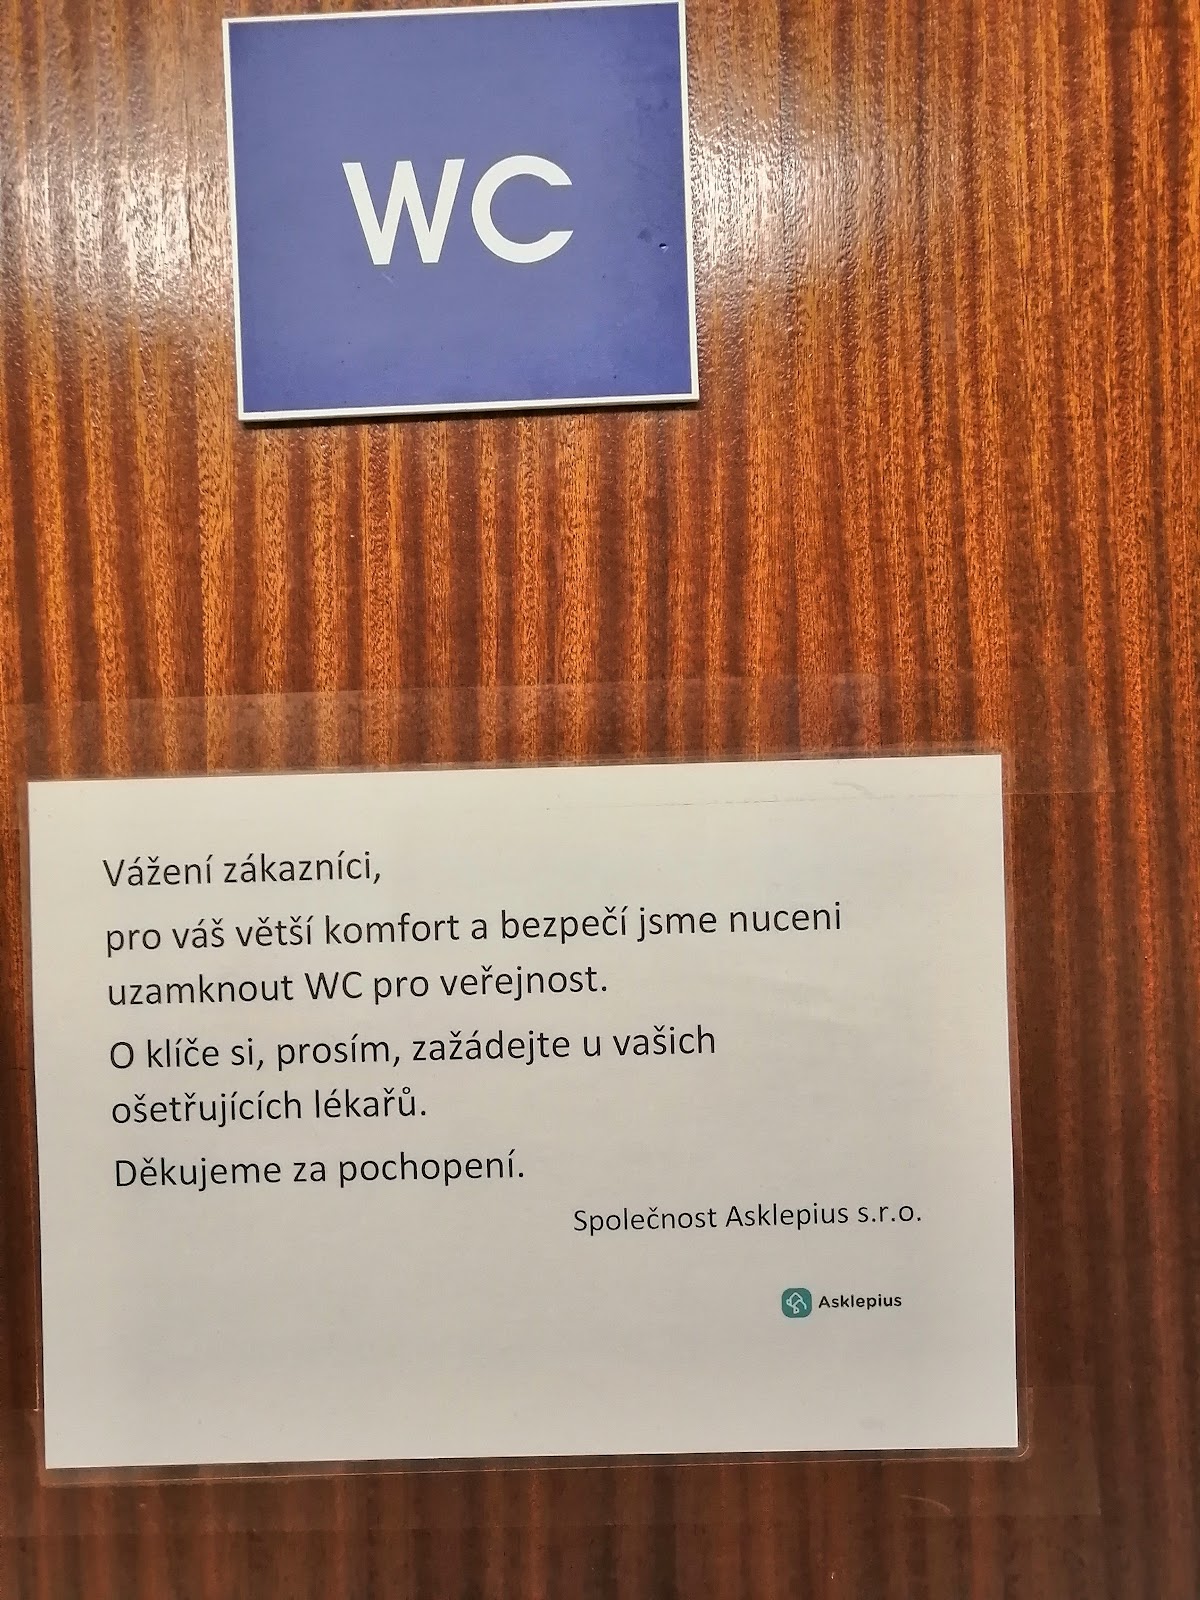 WC
Vážení zákazníci,
pro váš větší komfort a bezpečí jsme nuceni
uzamknout WC pro veřejnost.
O klíče si, prosím, zažádejte u vašich
ošetřujících lékařů.
Děkujeme za pochopení.
Společnost Asklepius s.r.o.
Asklepius